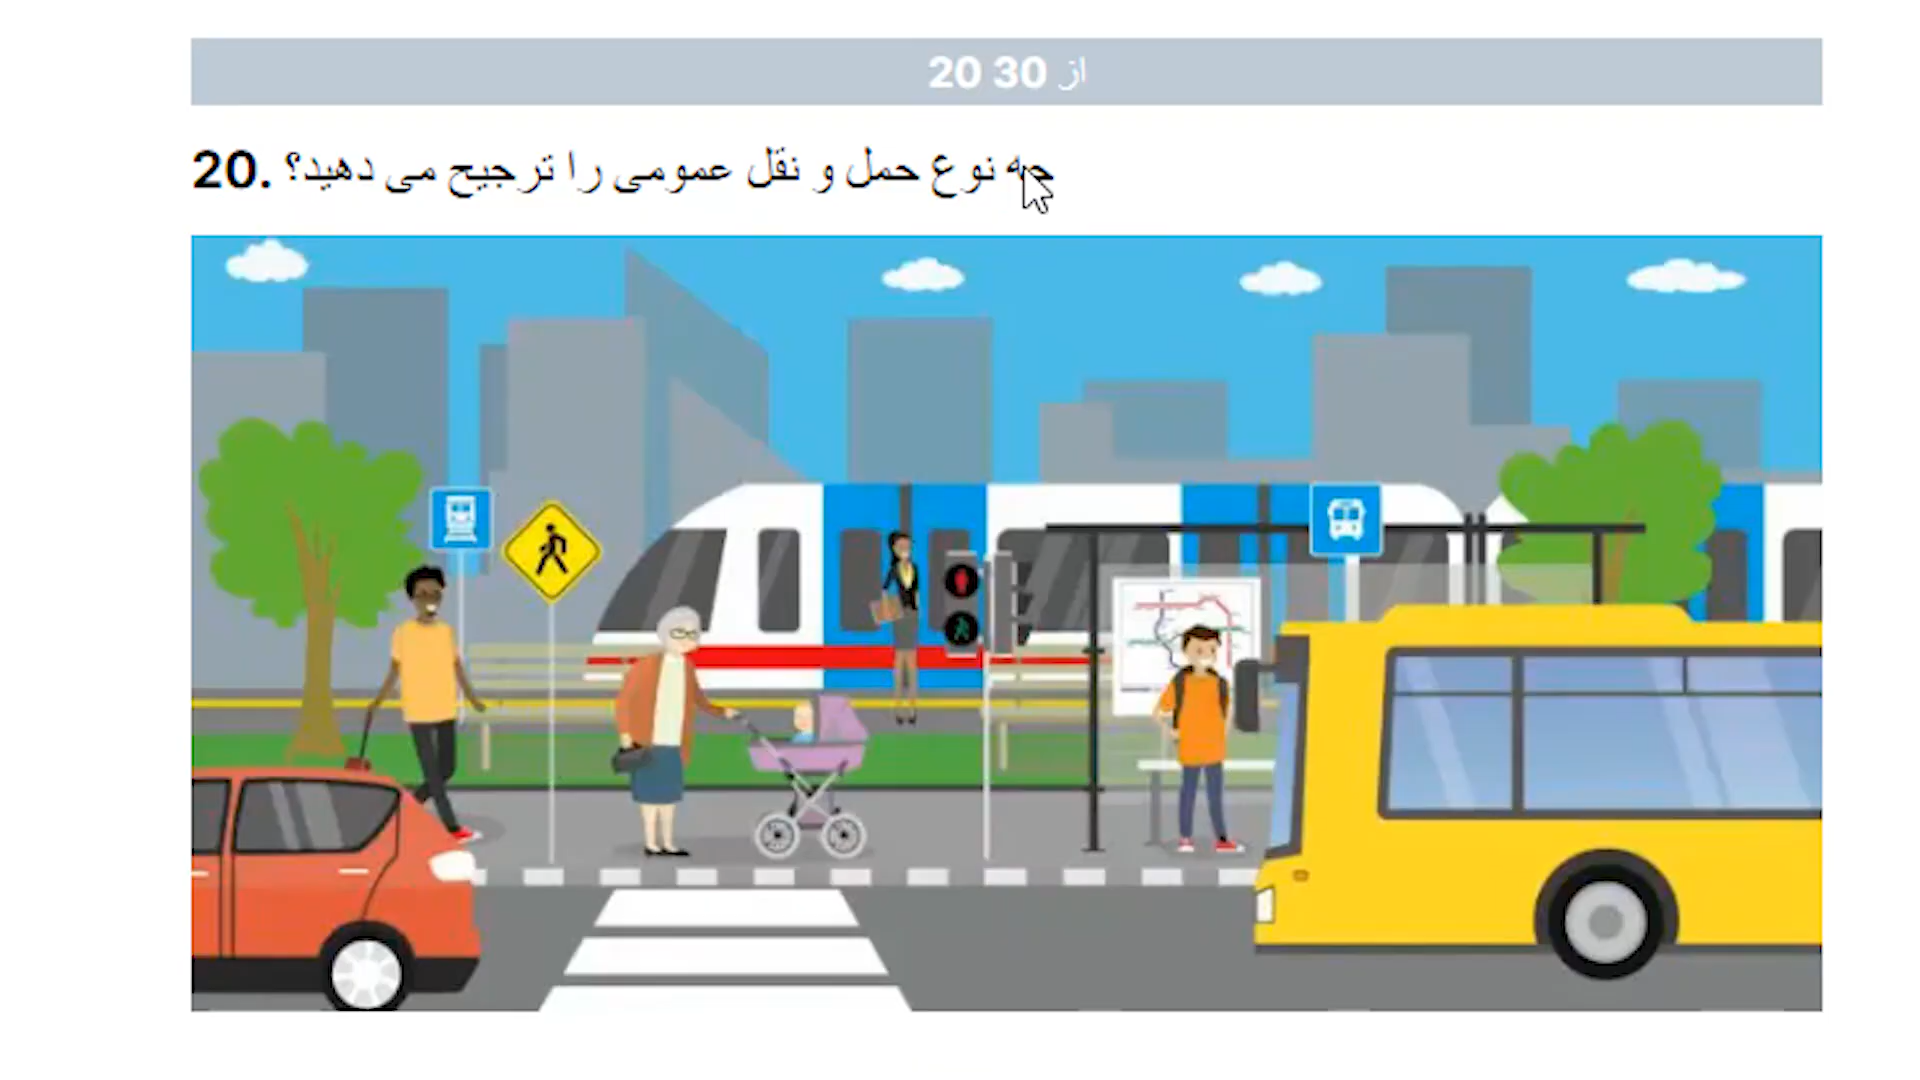 20 از 30
20. چه نوع حمل و نقل عمومی را ترجیح می دهید؟